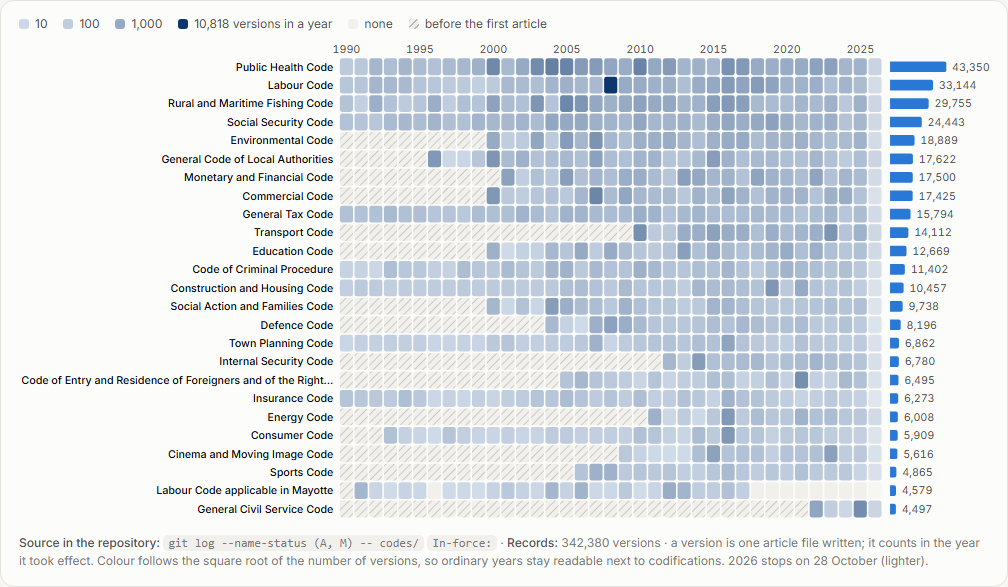 10 100 1,000 10,818 versions in a year none before the first article
1990 1995 2000 2005 2010 2015 2020 2025
Public Health Code 43,350
Labour Code 33,144
Rural and Maritime Fishing Code 29,755
Social Security Code 24,443
Environmental Code 18,889
General Code of Local Authorities 17,622
Monetary and Financial Code 17,500
Commercial Code 17,425
General Tax Code 15,794
Transport Code 14,112
Education Code 12,669
Code of Criminal Procedure 11,402
Construction and Housing Code 10,457
Social Action and Families Code 9,738
Defence Code 8,196
Town Planning Code 6,862
Internal Security Code 6,780
Code of Entry and Residence of Foreigners and of the Right... 6,495
Insurance Code 6,273
Energy Code 6,008
Consumer Code 5,909
Cinema and Moving Image Code 5,616
Sports Code 4,865
Labour Code applicable in Mayotte 4,579
General Civil Service Code 4,497
Source in the repository: git log --name-status (A, M) -- codes/ In-force: · Records: 342,380 versions · a version is one article file written; it counts in the year
it took effect. Colour follows the square root of the number of versions, so ordinary years stay readable next to codifications. 2026 stops on 28 October (lighter).